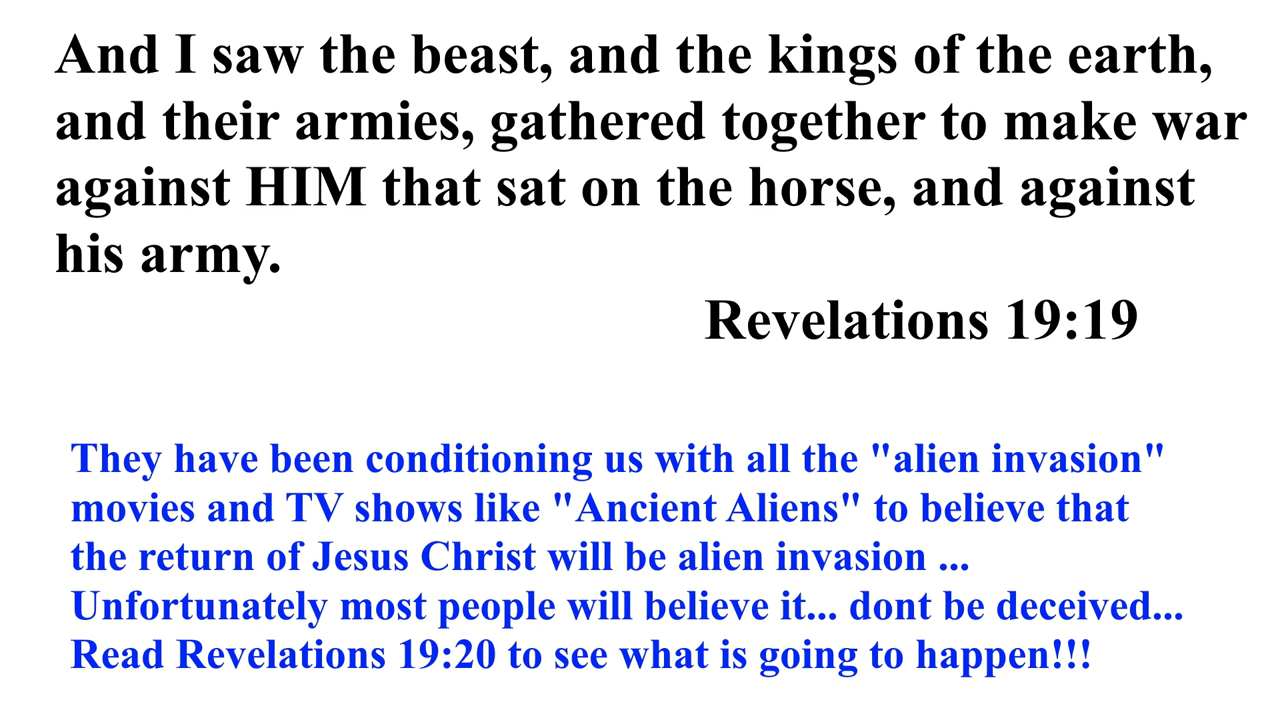 And I saw the beast, and the kings of the earth,
and their armies, gathered together to make war
against HIM that sat on the horse, and against
his army.
Revelations 19:19
They have been conditioning us with all the "alien invasion"
movies and TV shows like "Ancient Aliens" to believe that
the return of Jesus Christ will be alien invasion ...
Unfortunately most people will believe it... dont be deceived...
Read Revelations 19:20 to see what is going to happen!!!